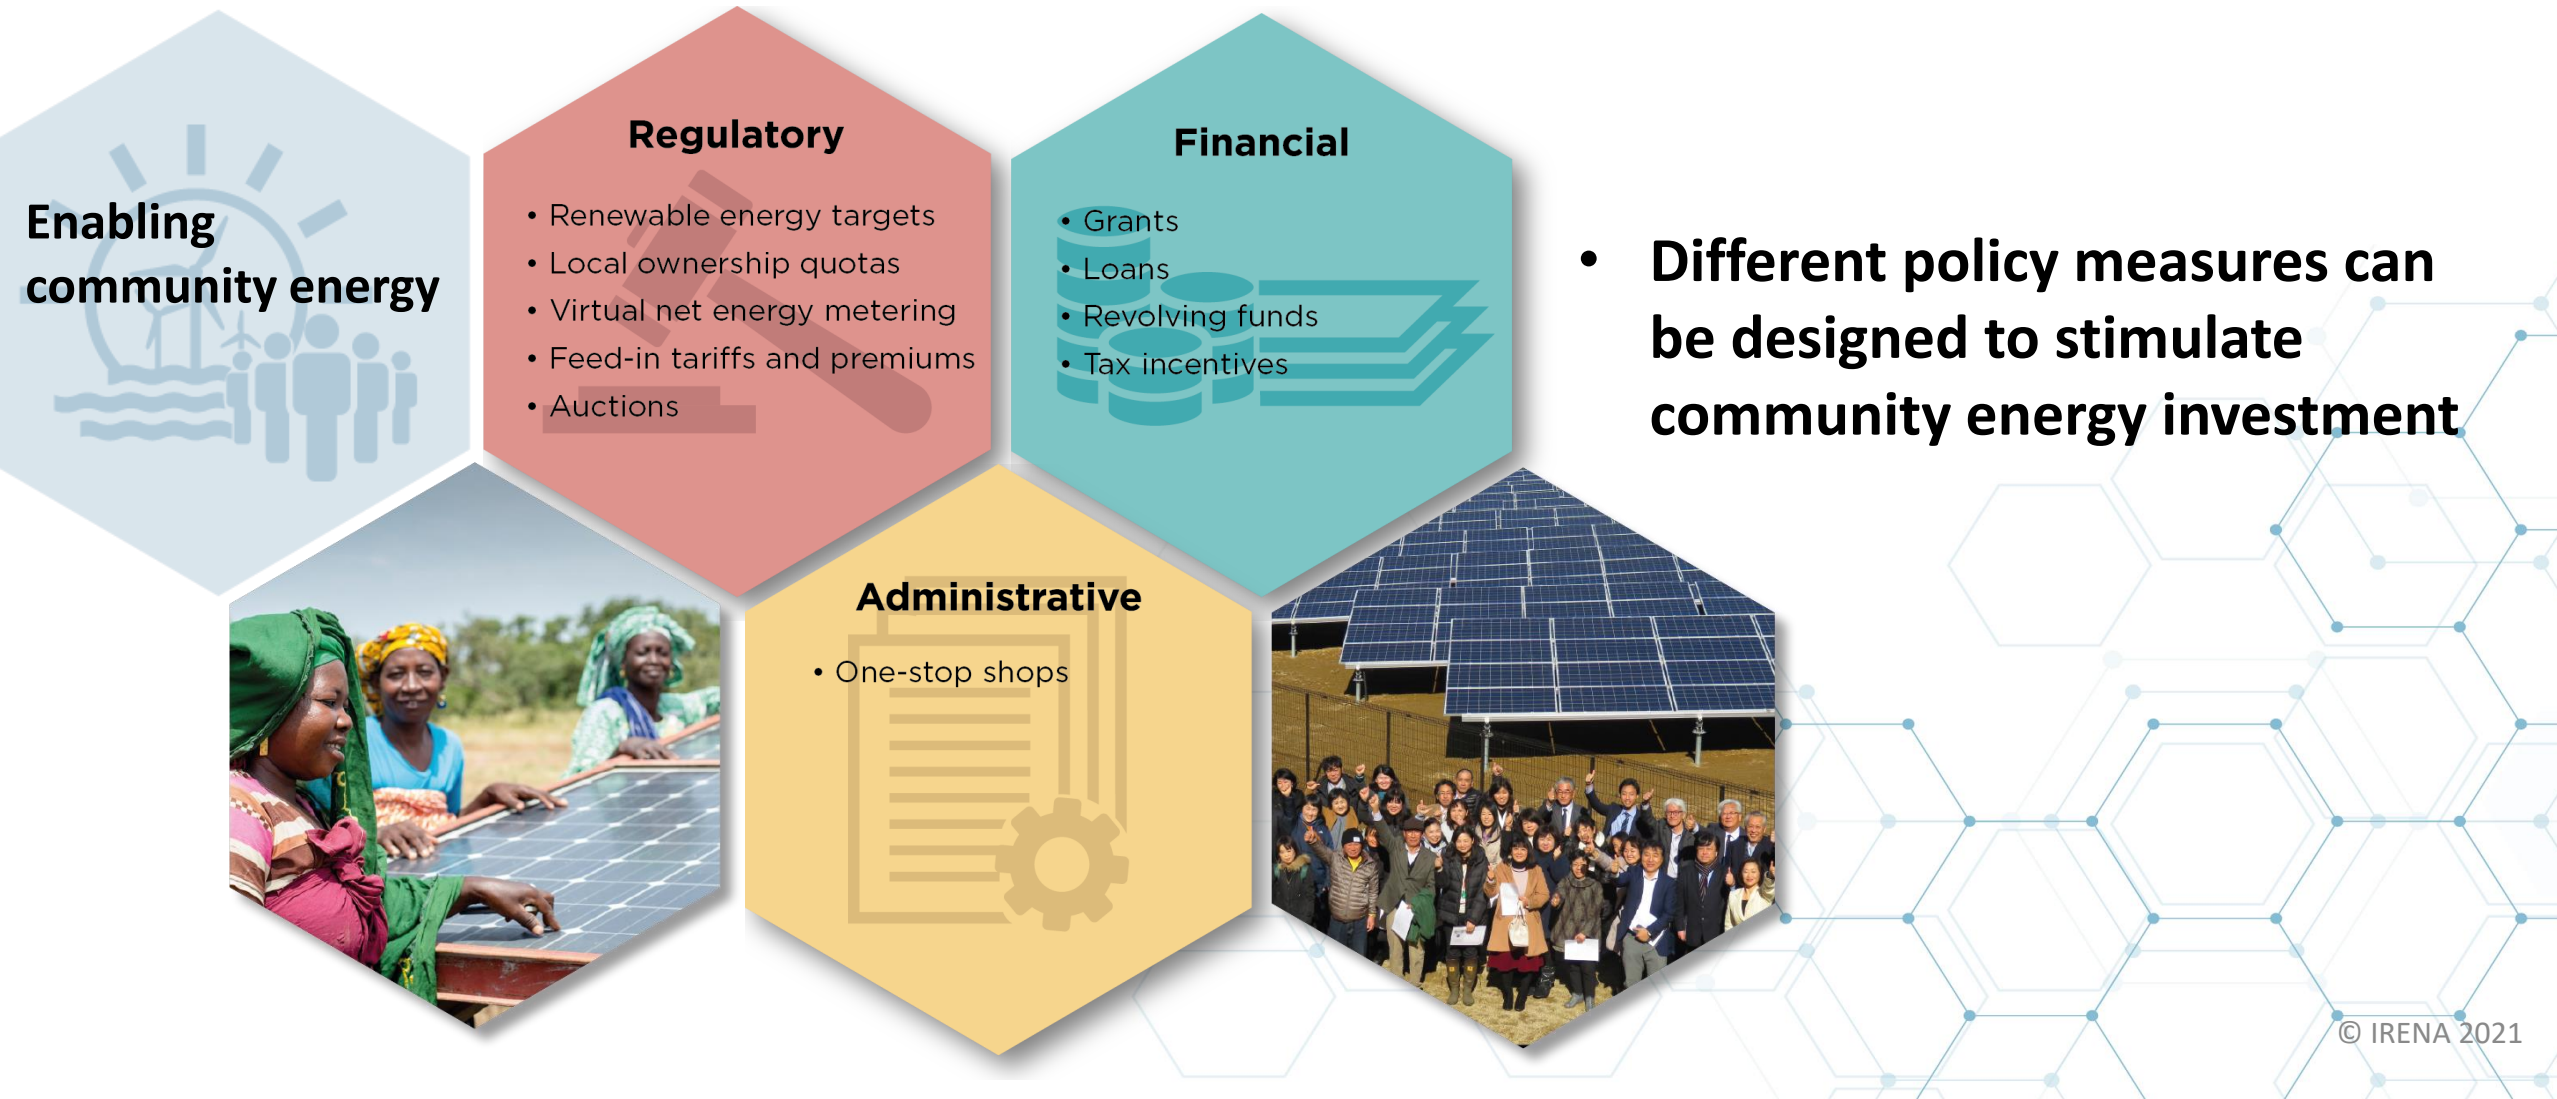 Enabling
community energy
Regulatory
• Renewable energy targets
• Local ownership quotas
• Virtual net energy metering
• Feed-in tariffs and premiums
• Auctions
Financial
• Grants
• Loans
• Revolving funds
• Tax incentives
Administrative
• One-stop shops
• Different policy measures can
be designed to stimulate
community energy investment
© IRENA 2021